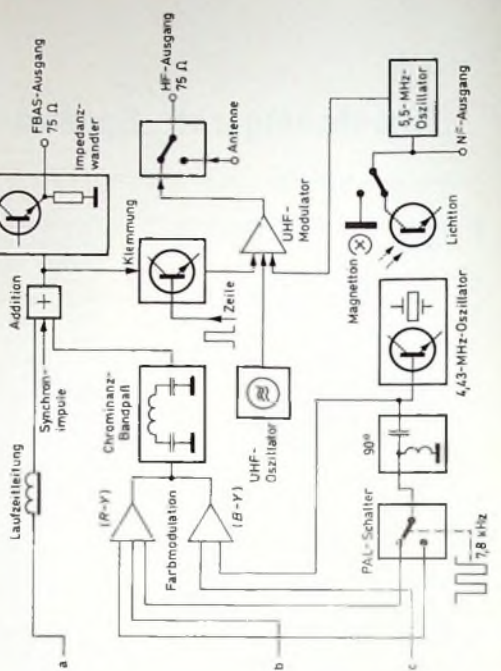 FBAS-Ausgang
75 Ω
Impedanz-
wandler
Addition
Synchron-
impule
Laufzeitleitung
a
HF-Ausgang
75 Ω
Antenne
Klemmung
Zeile
UHF-
Modulator
Chrominanz-
Bandpaß
UHF-
Oszillator
(R-Y)
Farbmodulation
(B-Y)
b
5,5-MHz-
Oszillator
NF-Ausgang
Magnetton
Lichtton
4,43-MHz-Oszillator
90°
PAL-Schalter
7,8 kHz
c